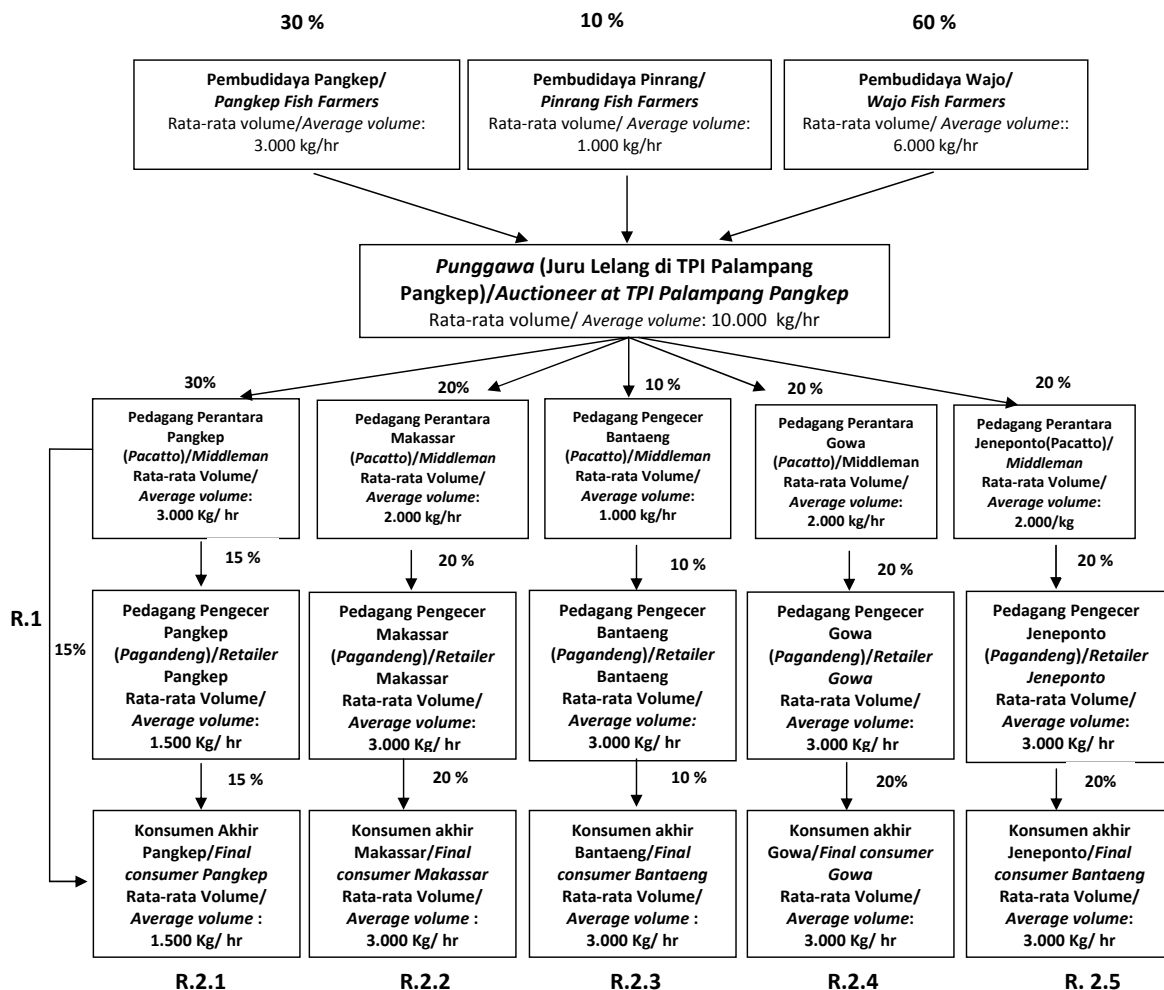 30 %
10 %
60 %
Pembudidaya Pangkep/
Pangkep Fish Farmers
Rata-rata volume/Average volume:
3.000 kg/hr
Pembudidaya Pinrang/
Pinrang Fish Farmers
Rata-rata volume/ Average volume:
1.000 kg/hr
Pembudidaya Wajo/
Wajo Fish Farmers
Rata-rata volume/ Average volume::
6.000 kg/hr
Punggawa (Juru Lelang di TPI Palampang
Pangkep)/Auctioneer at TPI Palampang Pangkep
Rata-rata volume/ Average volume: 10.000 kg/hr
30%
20%
10 %
20 %
20 %
Pedagang Perantara
Pangkep
(Pacatto)/Middleman
Rata-rata Volume/
Average volume:
3.000 Kg/ hr
Pedagang Perantara
Makassar
(Pacatto)/Middleman
Rata-rata Volume/
Average volume:
2.000 kg/hr
Pedagang Pengecer
Bantaeng
(Pacatto)/Middleman
Rata-rata Volume/
Average volume:
1.000 kg/hr
Pedagang Perantara
Gowa
(Pacatto)/Middleman
Rata-rata Volume/
Average volume:
2.000 kg/hr
Pedagang Perantara
Jeneponto(Pacatto)/
Middleman
Rata-rata Volume/
Average volume:
2.000/kg
15 %
20 %
10 %
20 %
20 %
R.1
15%
Pedagang Pengecer
Pangkep
(Pagandeng)/Retailer
Pangkep
Rata-rata Volume/
Average volume:
1.500 Kg/ hr
Pedagang Pengecer
Makassar
(Pagandeng)/Retailer
Makassar
Rata-rata Volume/
Average volume:
3.000 Kg/ hr
Pedagang Pengecer
Bantaeng
(Pagandeng)/Retailer
Bantaeng
Rata-rata Volume/
Average volume:
3.000 Kg/ hr
Pedagang Pengecer
Gowa
(Pagandeng)/Retailer
Gowa
Rata-rata Volume/
Average volume:
3.000 Kg/ hr
Pedagang Pengecer
Jeneponto
(Pagandeng)/Retailer
Jeneponto
Rata-rata Volume/
Average volume:
3.000 Kg/ hr
15 %
20 %
10 %
20%
20%
Konsumen Akhir
Pangkep/Final
consumer Pangkep
Rata-rata Volume/
Average volume :
1.500 Kg/ hr
Konsumen akhir
Makassar/Final
consumer Makassar
Rata-rata Volume/
Average volume :
3.000 Kg/ hr
Konsumen akhir
Bantaeng/Final
consumer Bantaeng
Rata-rata Volume/
Average volume :
3.000 Kg/ hr
Konsumen akhir
Gowa/Final consumer
Gowa
Rata-rata Volume/
Average volume:
3.000 Kg/ hr
Konsumen akhir
Jeneponto/Final
consumer Bantaeng
Rata-rata Volume/
Average volume:
3.000 Kg/ hr
R.2.1
R.2.2
R.2.3
R.2.4
R. 2.5